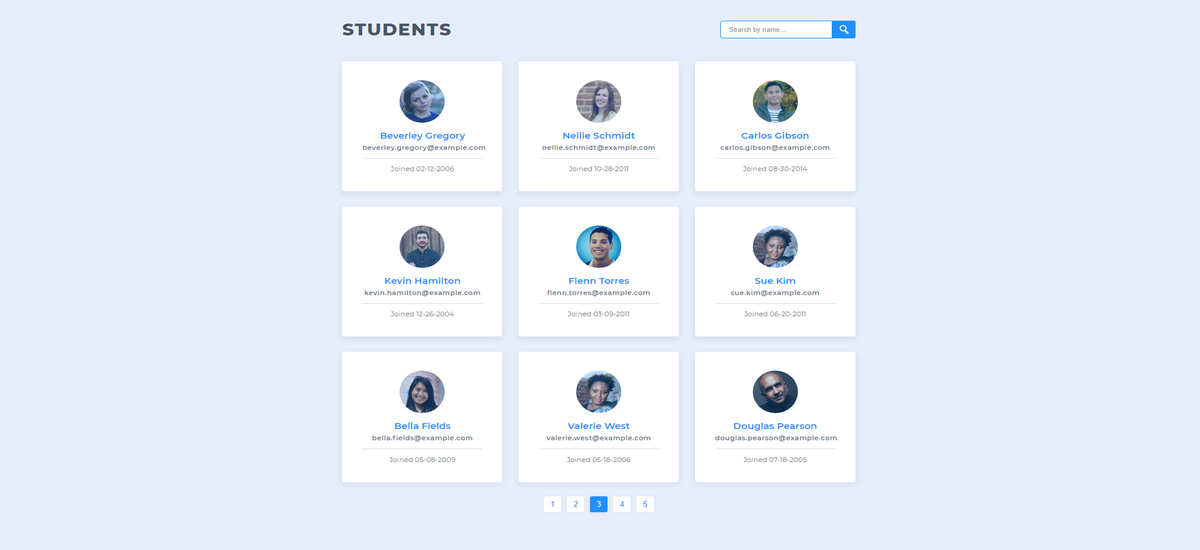 STUDENTS
Search by name...
Beverley Gregory
beverley.gregory@example.com
Joined 02-12-2006
Nellie Schmidt
nellie.schmidt@example.com
Joined 10-28-2011
Carlos Gibson
carlos.gibson@example.com
Joined 08-30-2014
Kevin Hamilton
kevin.hamilton@example.com
Joined 12-26-2004
Flenn Torres
flenn.torres@example.com
Joined 03-09-2011
Sue Kim
sue.kim@example.com
Joined 06-20-2011
Bella Fields
bella.fields@example.com
Joined 05-08-2009
Valerie West
valerie.west@example.com
Joined 05-18-2006
Douglas Pearson
douglas.pearson@example.com
Joined 07-18-2005
1 2 3 4 5